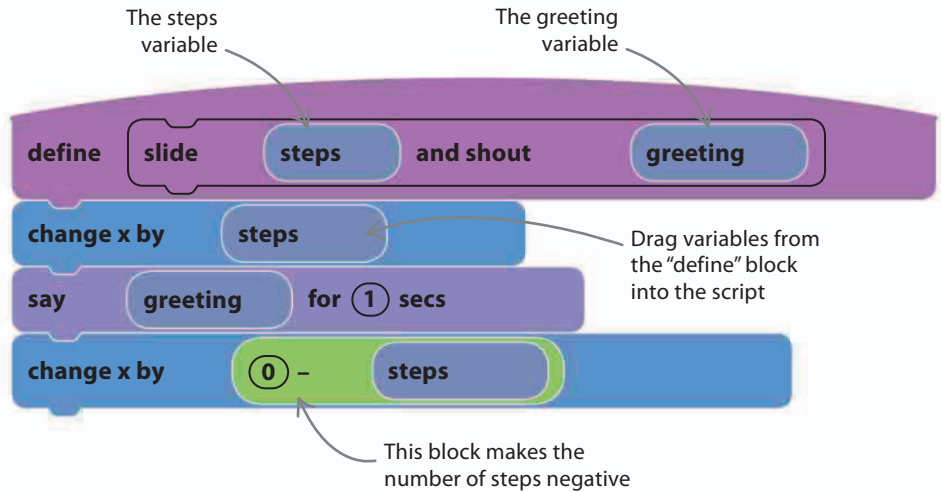 The steps
variable
The greeting
variable
define slide steps and shout greeting
change x by steps
Drag variables from
the “define” block
into the script
say greeting for 1 secs
change x by 0 – steps
This block makes the
number of steps negative